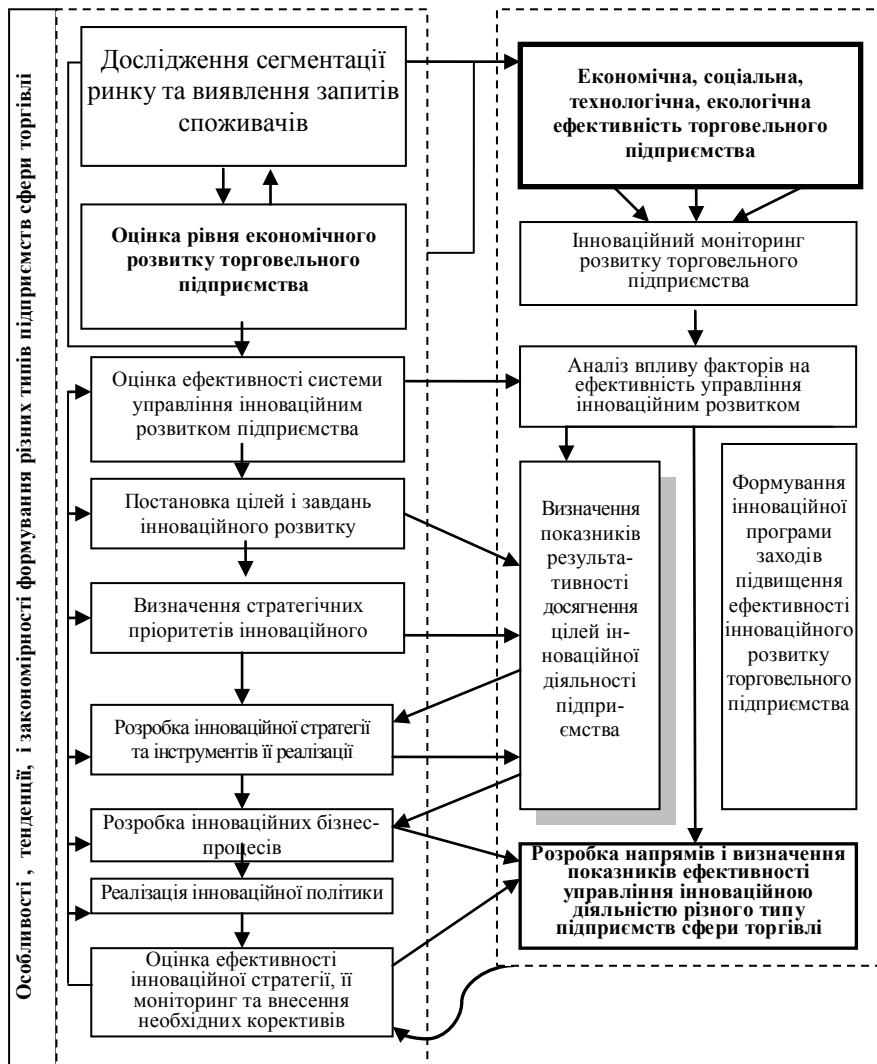 Особливості , тенденції, і закономірності формування різних типів підприємств сфери торгівлі
Дослідження сегментації
ринку та виявлення запитів
споживачів
Оцінка рівня економічного
розвитку торговельного
підприємства
Оцінка ефективності системи
управління інноваційним
розвитком підприємства
Постановка цілей і завдань
інноваційного розвитку
Визначення стратегічних
пріоритетів інноваційного
Розробка інноваційної стратегії
та інструментів її реалізації
Розробка інноваційних бізнес-
процесів
Реалізація інноваційної політики
Оцінка ефективності
інноваційної стратегії, її
моніторинг та внесення
необхідних корективів
Економічна, соціальна,
технологічна, екологічна
ефективність торговельного
підприємства
Інноваційний моніторинг
розвитку торговельного
підприємства
Аналіз впливу факторів на
ефективність управління
інноваційним розвитком
Визначення
показників
результа-
тивності
досягнення
цілей ін-
новаційної
діяльності
підпри-
ємства
Формування
інноваційної
програми
заходів
підвищення
ефективності
інноваційного
розвитку
торговельного
підприємства
Розробка напрямів і визначення
показників ефективності
управління інноваційною
діяльністю різного типу
підприємств сфери торгівлі